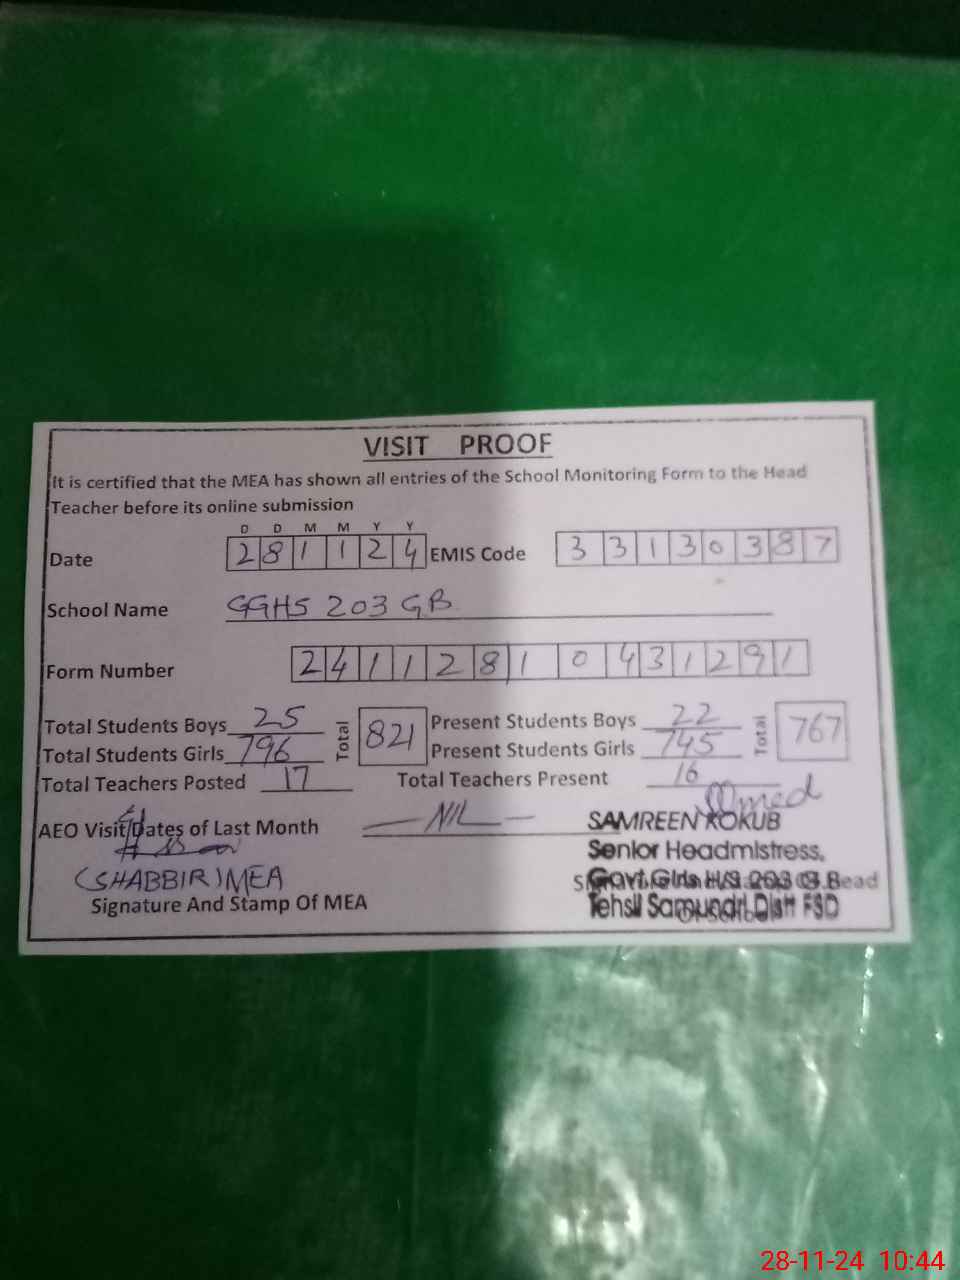 VISIT PROOF
It is certified that the MEA has shown all entries of the School Monitoring Form to the Head
Teacher before its online submission
D D M M Y Y
Date 2 8 1 1 2 4 EMIS Code 3 3 1 3 0 3 8 7
School Name GGHS 203 GB
Form Number 2 4 1 1 2 8 1 0 4 3 1 2 9 1
Total Students Boys 25 Total 821 Present Students Boys 22 Total 767
Total Students Girls 796 Present Students Girls 745
Total Teachers Posted 17 Total Teachers Present 16
AEO Visit Dates of Last Month NIL
SAMREEN KOKUB
Senior Headmistress,
(SHABBIR) MEA Govt. Girls H/S 203 G.B
Signature And Stamp Of MEA Tehsil Samundri Distt FSD
28-11-24 10:44